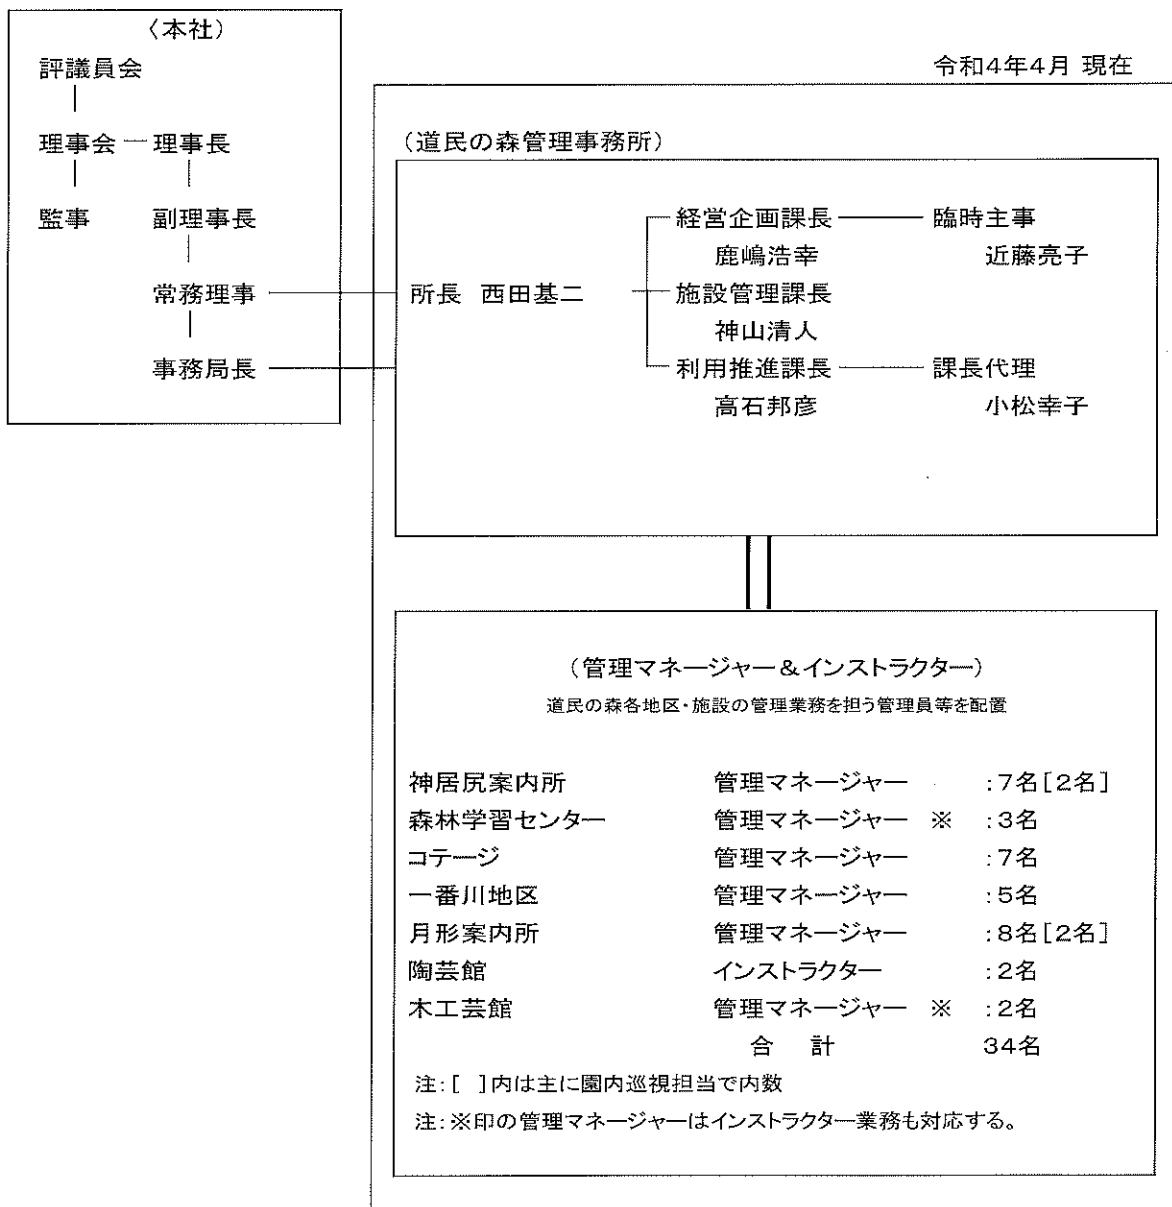 〈本社〉
評議員会
理事会 理事長
監事 副理事長
常務理事
事務局長
令和4年4月 現在
（道民の森管理事務所）
所長 西田基二
経営企画課長 臨時主事
鹿嶋浩幸 近藤亮子
施設管理課長
神山清人
利用推進課長 課長代理
高石邦彦 小松幸子
（管理マネージャー＆インストラクター）
道民の森各地区・施設の管理業務を担う管理員等を配置
神居尻案内所 管理マネージャー :7名[2名]
森林学習センター 管理マネージャー ※ :3名
コテージ 管理マネージャー :7名
一番川地区 管理マネージャー :5名
月形案内所 管理マネージャー :8名[2名]
陶芸館 インストラクター :2名
木工芸館 管理マネージャー ※ :2名
合 計 34名
注:[ ]内は主に園内巡視担当で内数
注:※印の管理マネージャーはインストラクター業務も対応する。